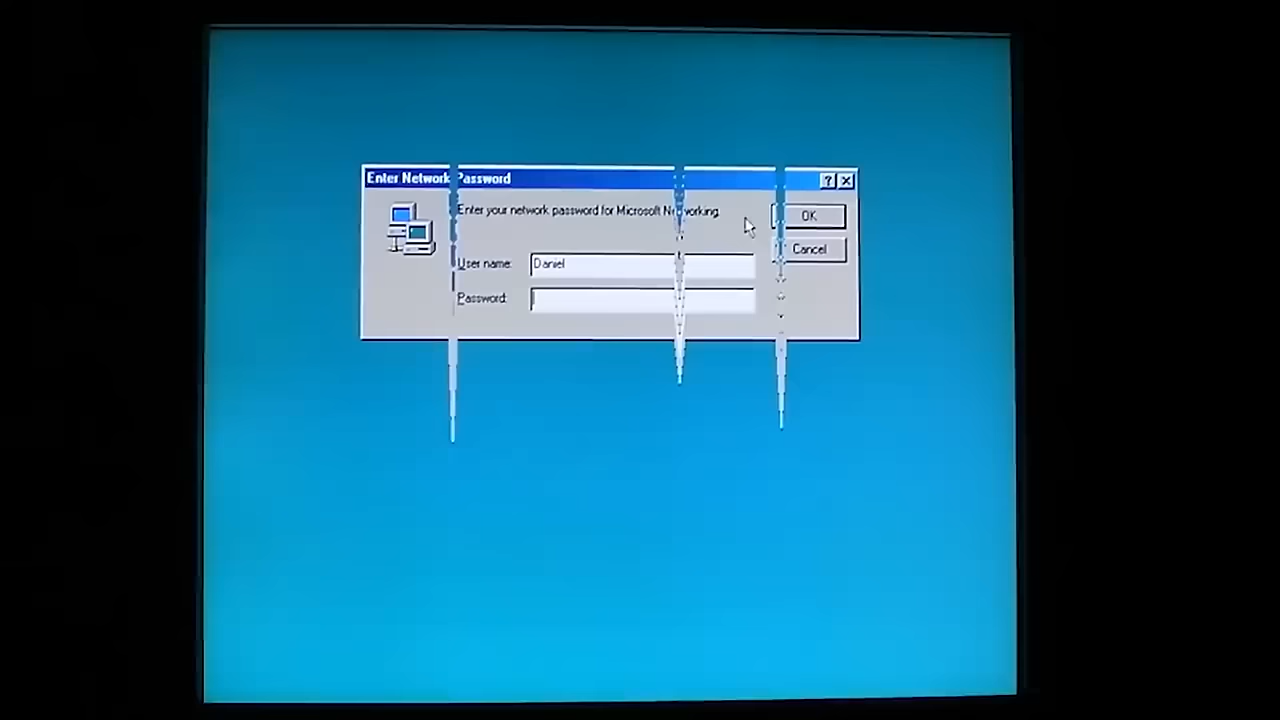 Enter Network Password
Enter your network password for Microsoft Networking.
OK
Cancel
User name: Daniel
Password: